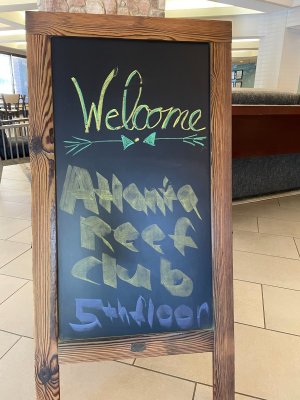 Welcome
Atlanta
Reef
Club
5th floor